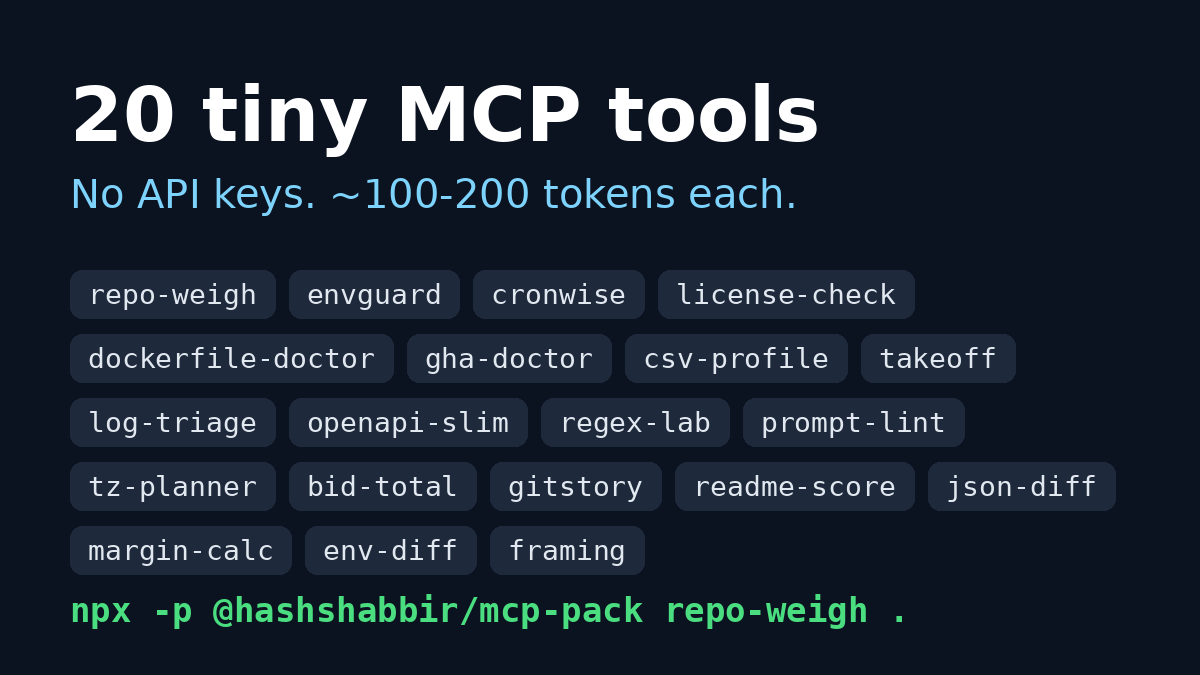 20 tiny MCP tools
No API keys. ~100-200 tokens each.
repo-weigh envguard cronwise license-check
dockerfile-doctor gha-doctor csv-profile takeoff
log-triage openapi-slim regex-lab prompt-lint
tz-planner bid-total gitstory readme-score json-diff
margin-calc env-diff framing
npx -p @hashshabbir/mcp-pack repo-weigh .